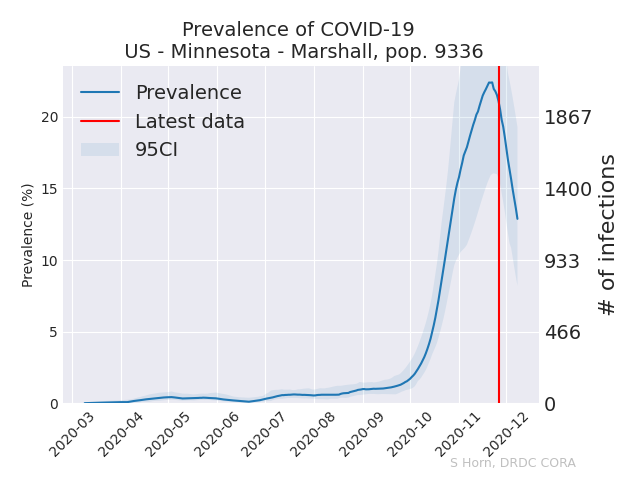 Prevalence of COVID-19
US - Minnesota - Marshall, pop. 9336
Prevalence
Latest data
95CI
Prevalence (%)
20
15
10
5
0
1867
1400
933
466
0
# of infections
2020-03
2020-04
2020-05
2020-06
2020-07
2020-08
2020-09
2020-10
2020-11
2020-12
S Horn, DRDC CORA